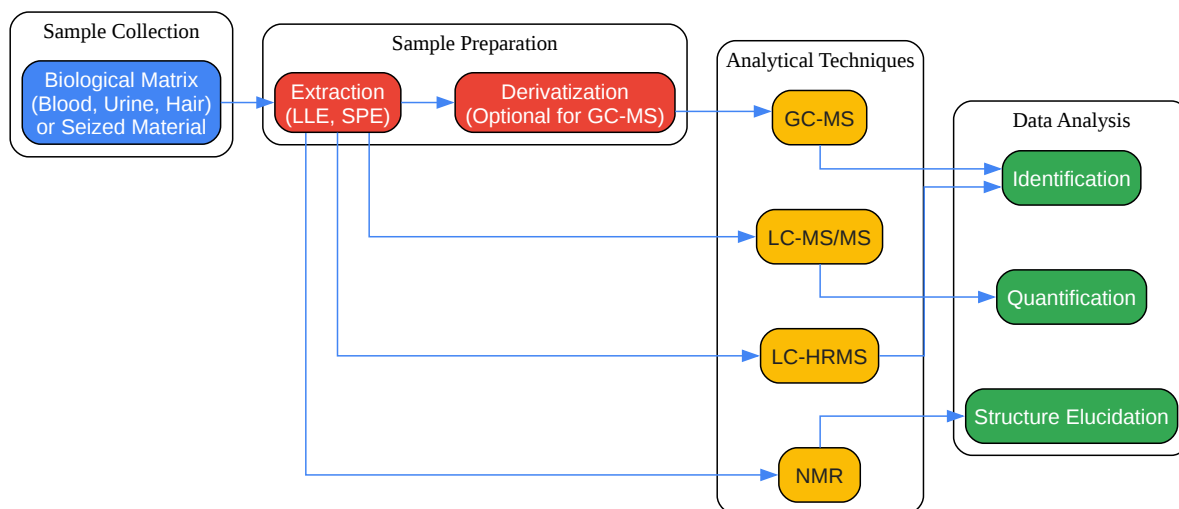 Sample Collection
Biological Matrix
(Blood, Urine, Hair)
or Seized Material
Sample Preparation
Extraction
(LLE, SPE)
Derivatization
(Optional for GC-MS)
Analytical Techniques
GC-MS
LC-MS/MS
LC-HRMS
NMR
Data Analysis
Identification
Quantification
Structure Elucidation